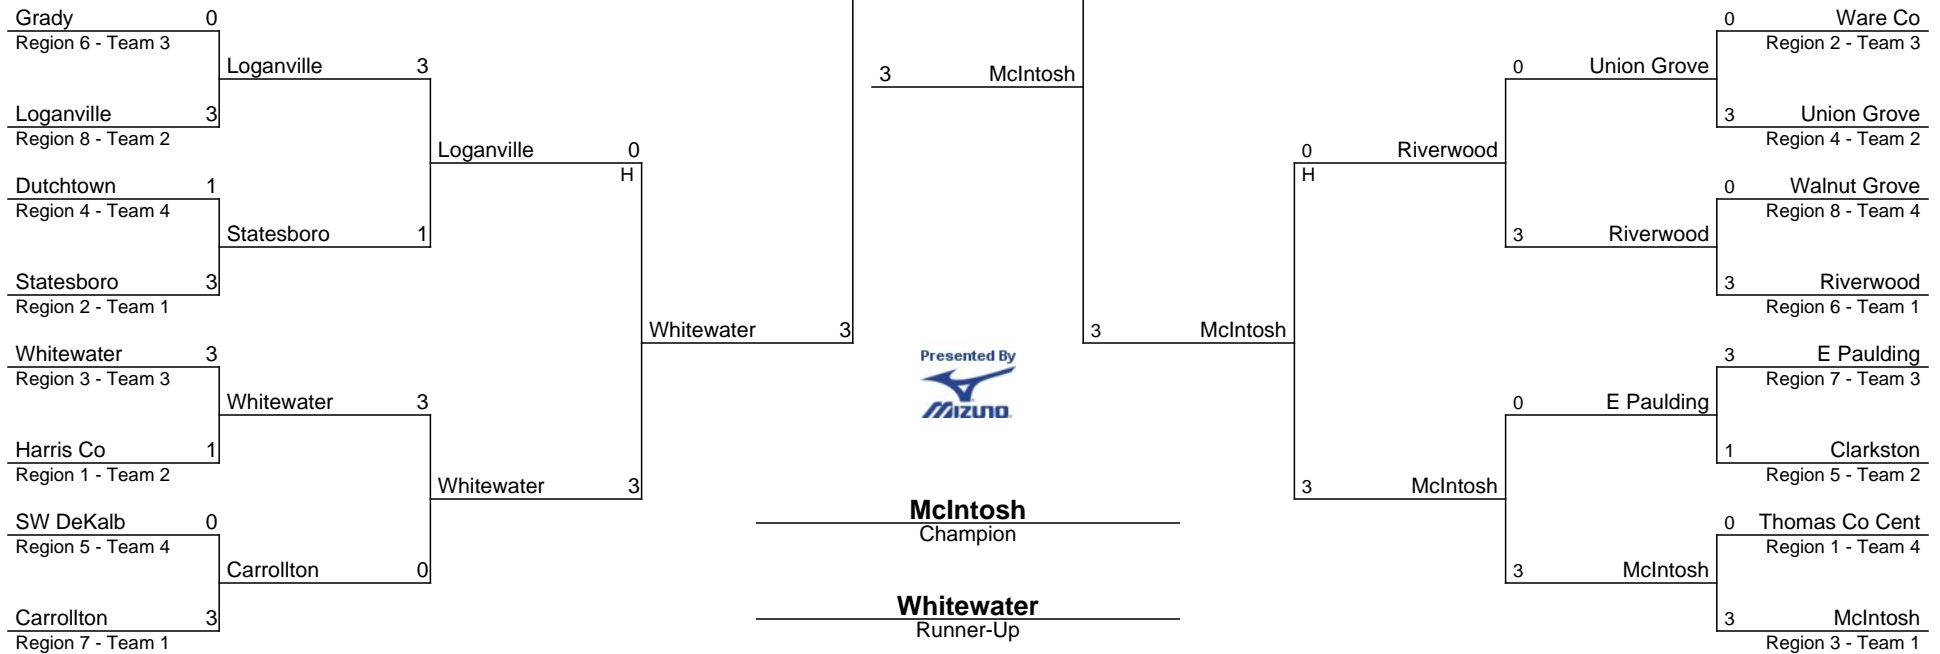 Grady 0
Region 6 - Team 3
Loganville 3
Loganville 3
Region 8 - Team 2
Loganville 0
H
Dutchtown 1
Region 4 - Team 4
Statesboro 1
Statesboro 3
Region 2 - Team 1
Whitewater 3
Whitewater 3
Region 3 - Team 3
Whitewater 3
Harris Co 1
Region 1 - Team 2
Whitewater 3
SW DeKalb 0
Region 5 - Team 4
Carrollton 0
Carrollton 3
Region 7 - Team 1
3 McIntosh
Presented By
MIZUNO
McIntosh
Champion
Whitewater
Runner-Up
0 Ware Co
Region 2 - Team 3
0 Union Grove
3 Union Grove
Region 4 - Team 2
0 Riverwood
H
0 Walnut Grove
Region 8 - Team 4
3 Riverwood
3 Riverwood
Region 6 - Team 1
3 McIntosh
3 E Paulding
Region 7 - Team 3
0 E Paulding
1 Clarkston
Region 5 - Team 2
3 McIntosh
0 Thomas Co Cent
Region 1 - Team 4
3 McIntosh
3 McIntosh
Region 3 - Team 1